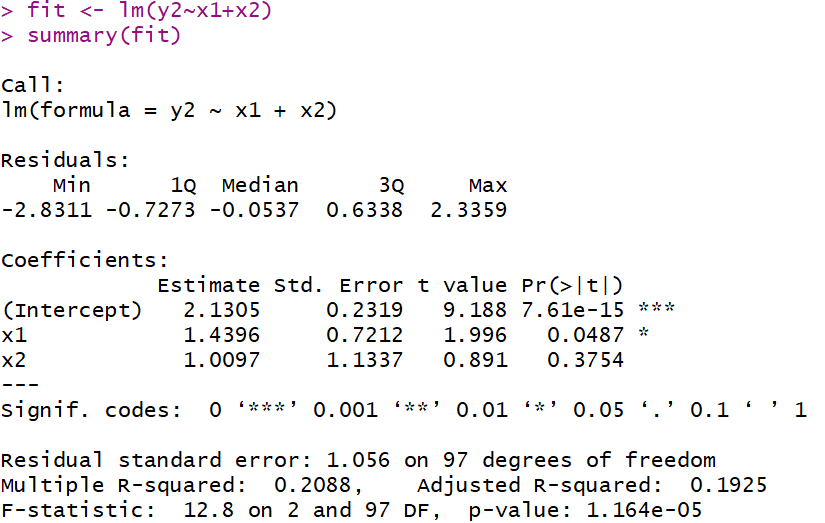 > fit <- lm(y2~x1+x2)
> summary(fit)
Call:
lm(formula = y2 ~ x1 + x2)
Residuals:
    Min      1Q  Median      3Q     Max
-2.8311 -0.7273 -0.0537  0.6338  2.3359
Coefficients:
            Estimate Std. Error t value Pr(>|t|)
(Intercept)   2.1305     0.2319   9.188 7.61e-15 ***
x1            1.4396     0.7212   1.996   0.0487 *
x2            1.0097     1.1337   0.891   0.3754
---
Signif. codes:  0 ‘***’ 0.001 ‘**’ 0.01 ‘*’ 0.05 ‘.’ 0.1 ‘ ’ 1
Residual standard error: 1.056 on 97 degrees of freedom
Multiple R-squared:  0.2088,    Adjusted R-squared:  0.1925
F-statistic:  12.8 on 2 and 97 DF,  p-value: 1.164e-05